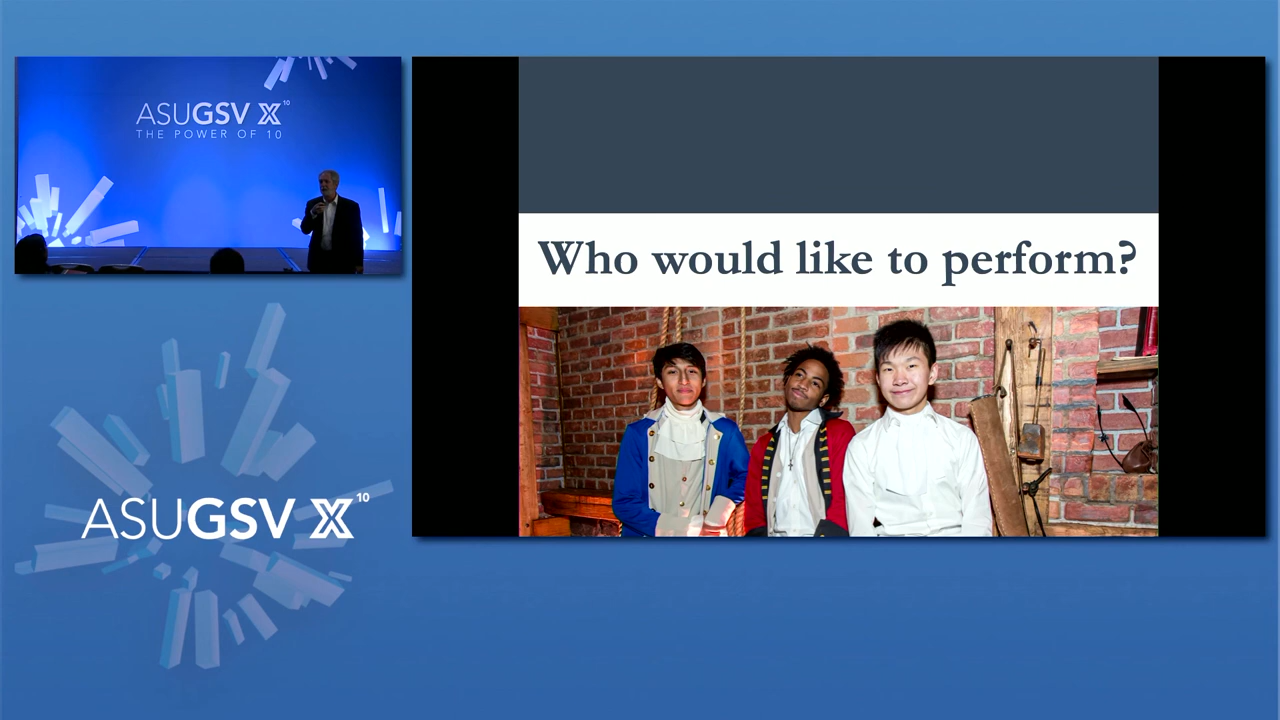 ASUGSV X10
THE POWER OF 10
Who would like to perform?
ASUGSV X10